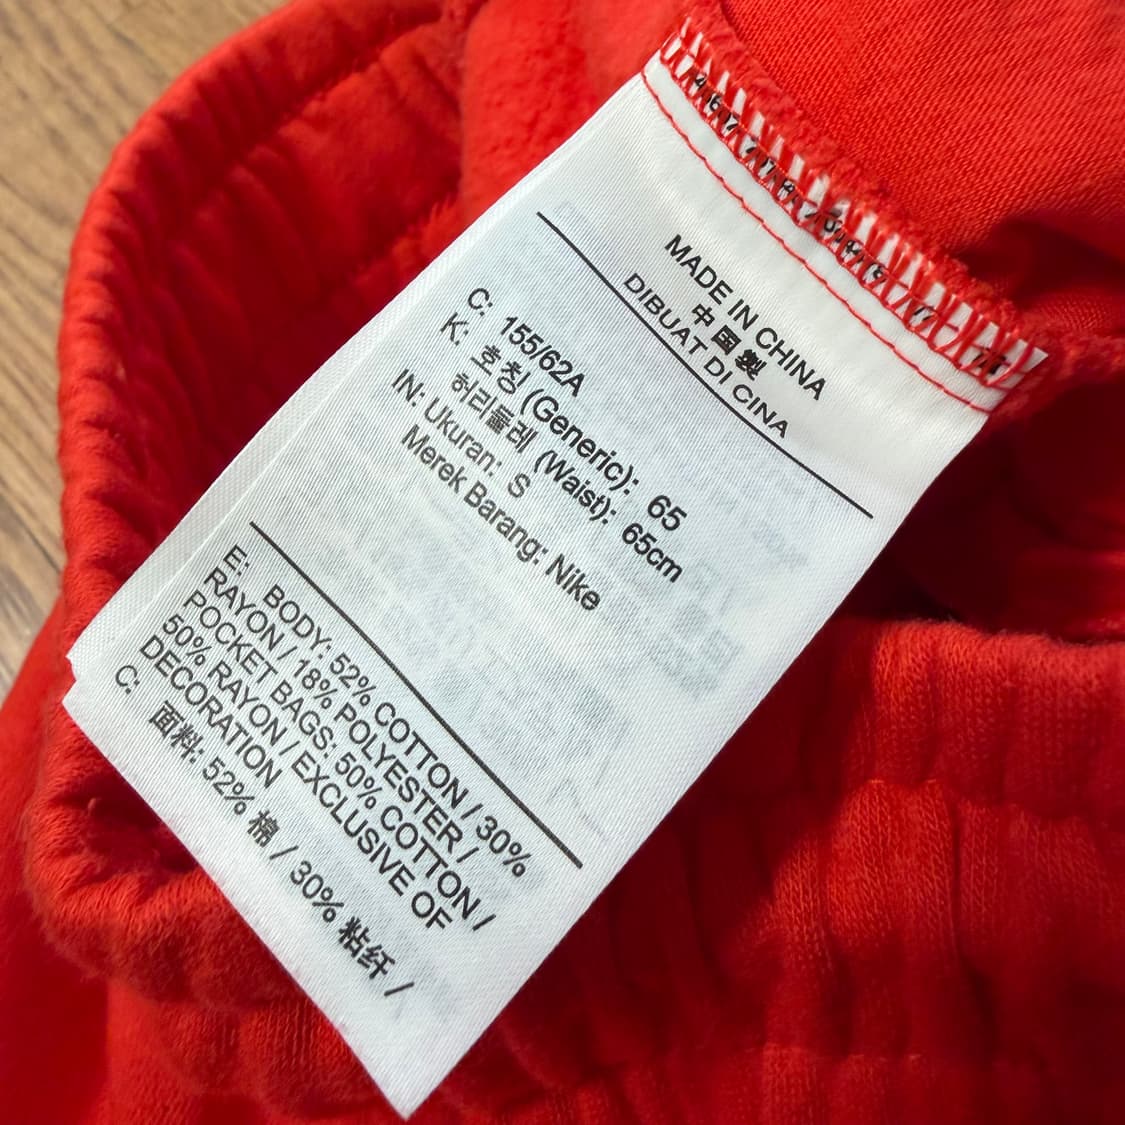 MADE IN CHINA
中国製
DIBUAT DI CINA
C: 155/62A
K: 호칭 (Generic): 65
허리둘레 (Waist): 65cm
IN: Ukuran: S
Merek Barang: Nike
E: BODY: 52% COTTON / 30%
RAYON / 18% POLYESTER /
POCKET BAGS: 50% COTTON /
50% RAYON / EXCLUSIVE OF
DECORATION
C: 面料: 52% 棉 / 30% 粘纤 /